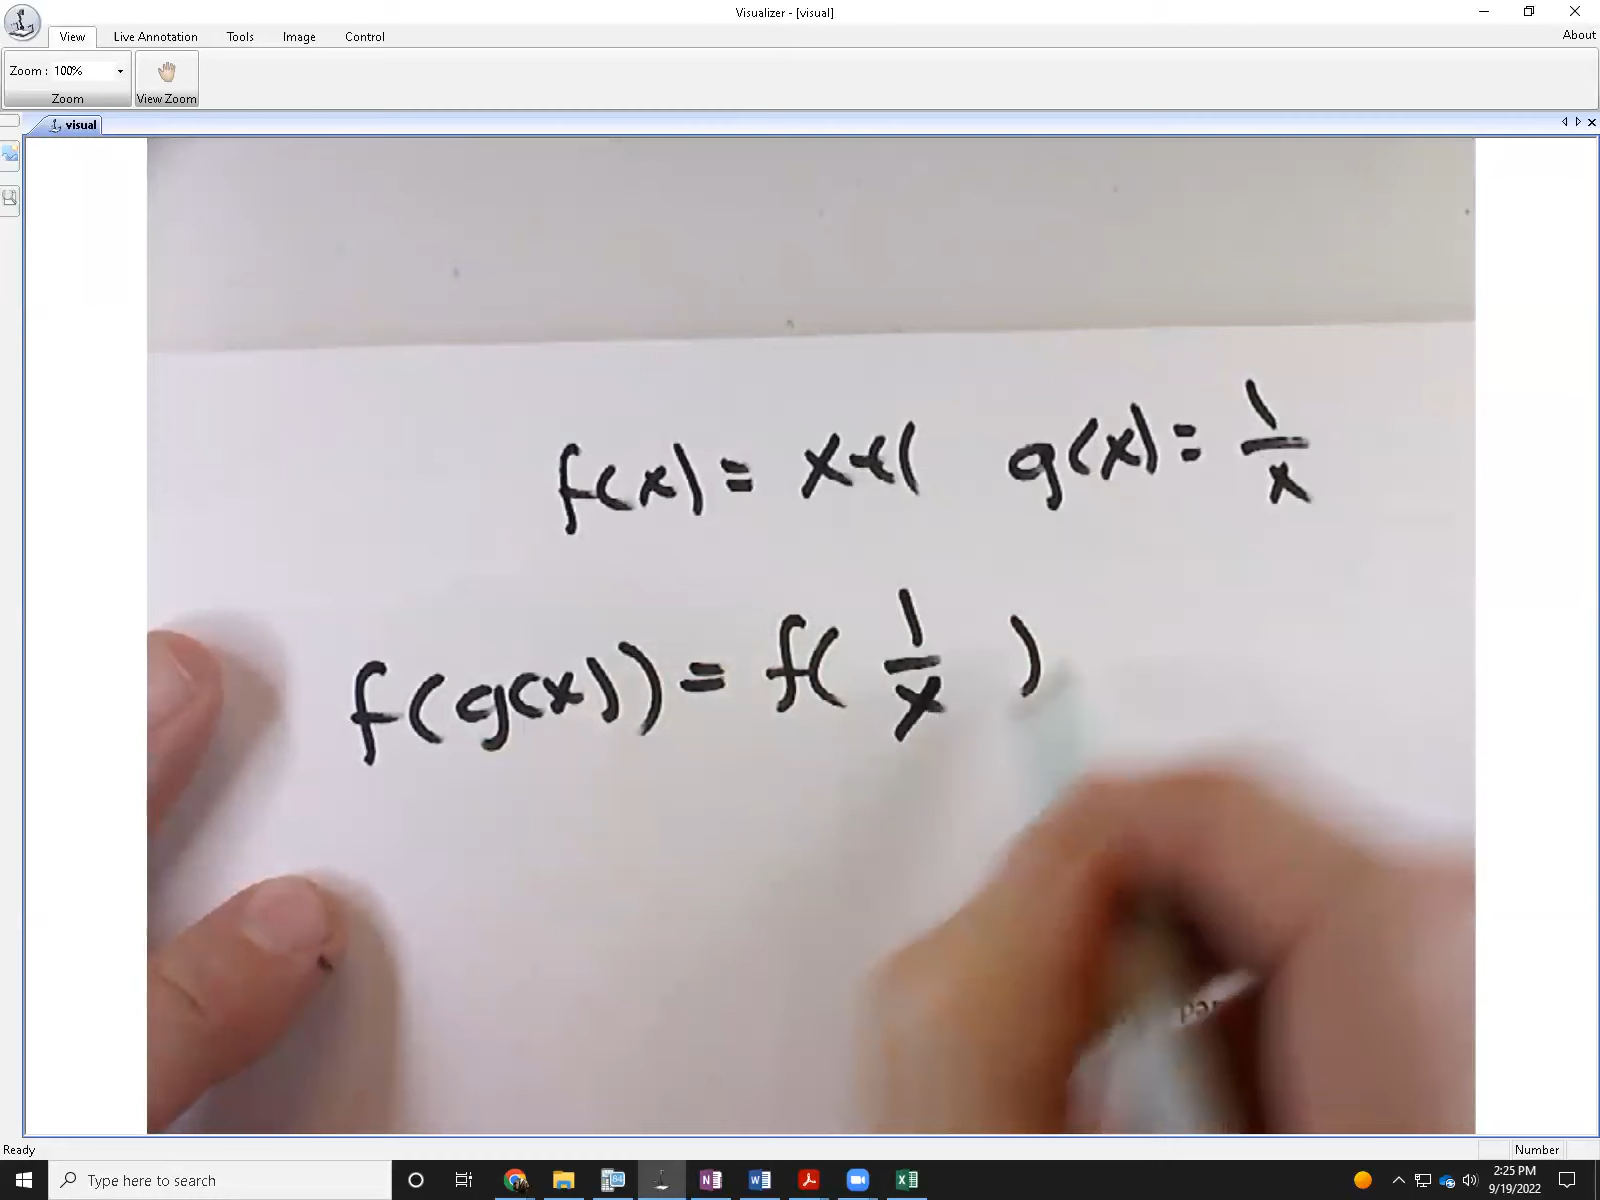 Visualizer - [visual]
View Live Annotation Tools Image Control About
Zoom : 100%
Zoom View Zoom
visual
f(x) = x+1 g(x) = 1/x
f(g(x)) = f( 1/x )
Ready Number
Type here to search
2:25 PM
9/19/2022